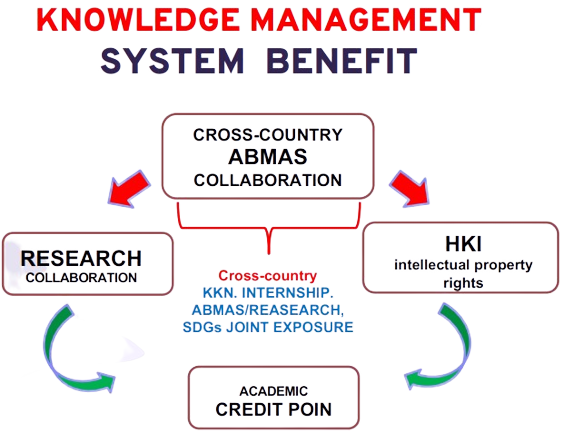 KNOWLEDGE MANAGEMENT
SYSTEM BENEFIT
CROSS-COUNTRY
ABMAS
COLLABORATION
RESEARCH
COLLABORATION
HKI
intellectual property
rights
Cross-country
KKN. INTERNSHIP.
ABMAS/REASEARCH,
SDGs JOINT EXPOSURE
ACADEMIC
CREDIT POIN